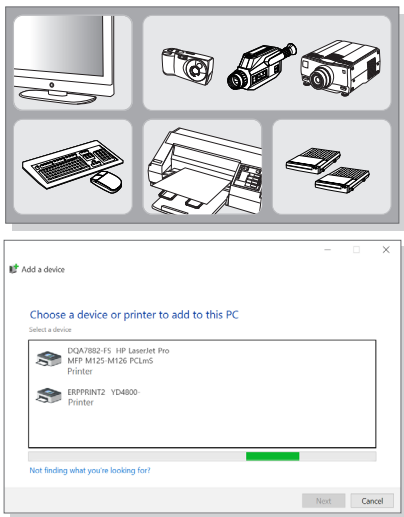 Add a device
Choose a device or printer to add to this PC
Select a device
DQA7882-F5 HP LaserJet Pro
MFP M125-M126 PCLmS
Printer
ERPPRINT2 YD4800-
Printer
Not finding what you're looking for?
Next Cancel